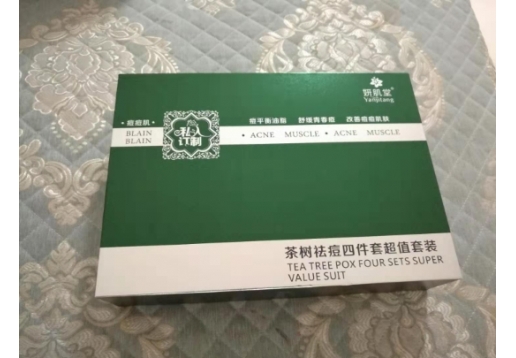 妍肌堂
Yanjitang
•痘痘肌•
BLAIN
BLAIN
私人
订制
控平衡油脂 舒缓青春痘 改善痘痘肌肤
• ACNE MUSCLE • ACNE MUSCLE
茶树祛痘四件套超值套装
TEA TREE POX FOUR SETS SUPER
VALUE SUIT